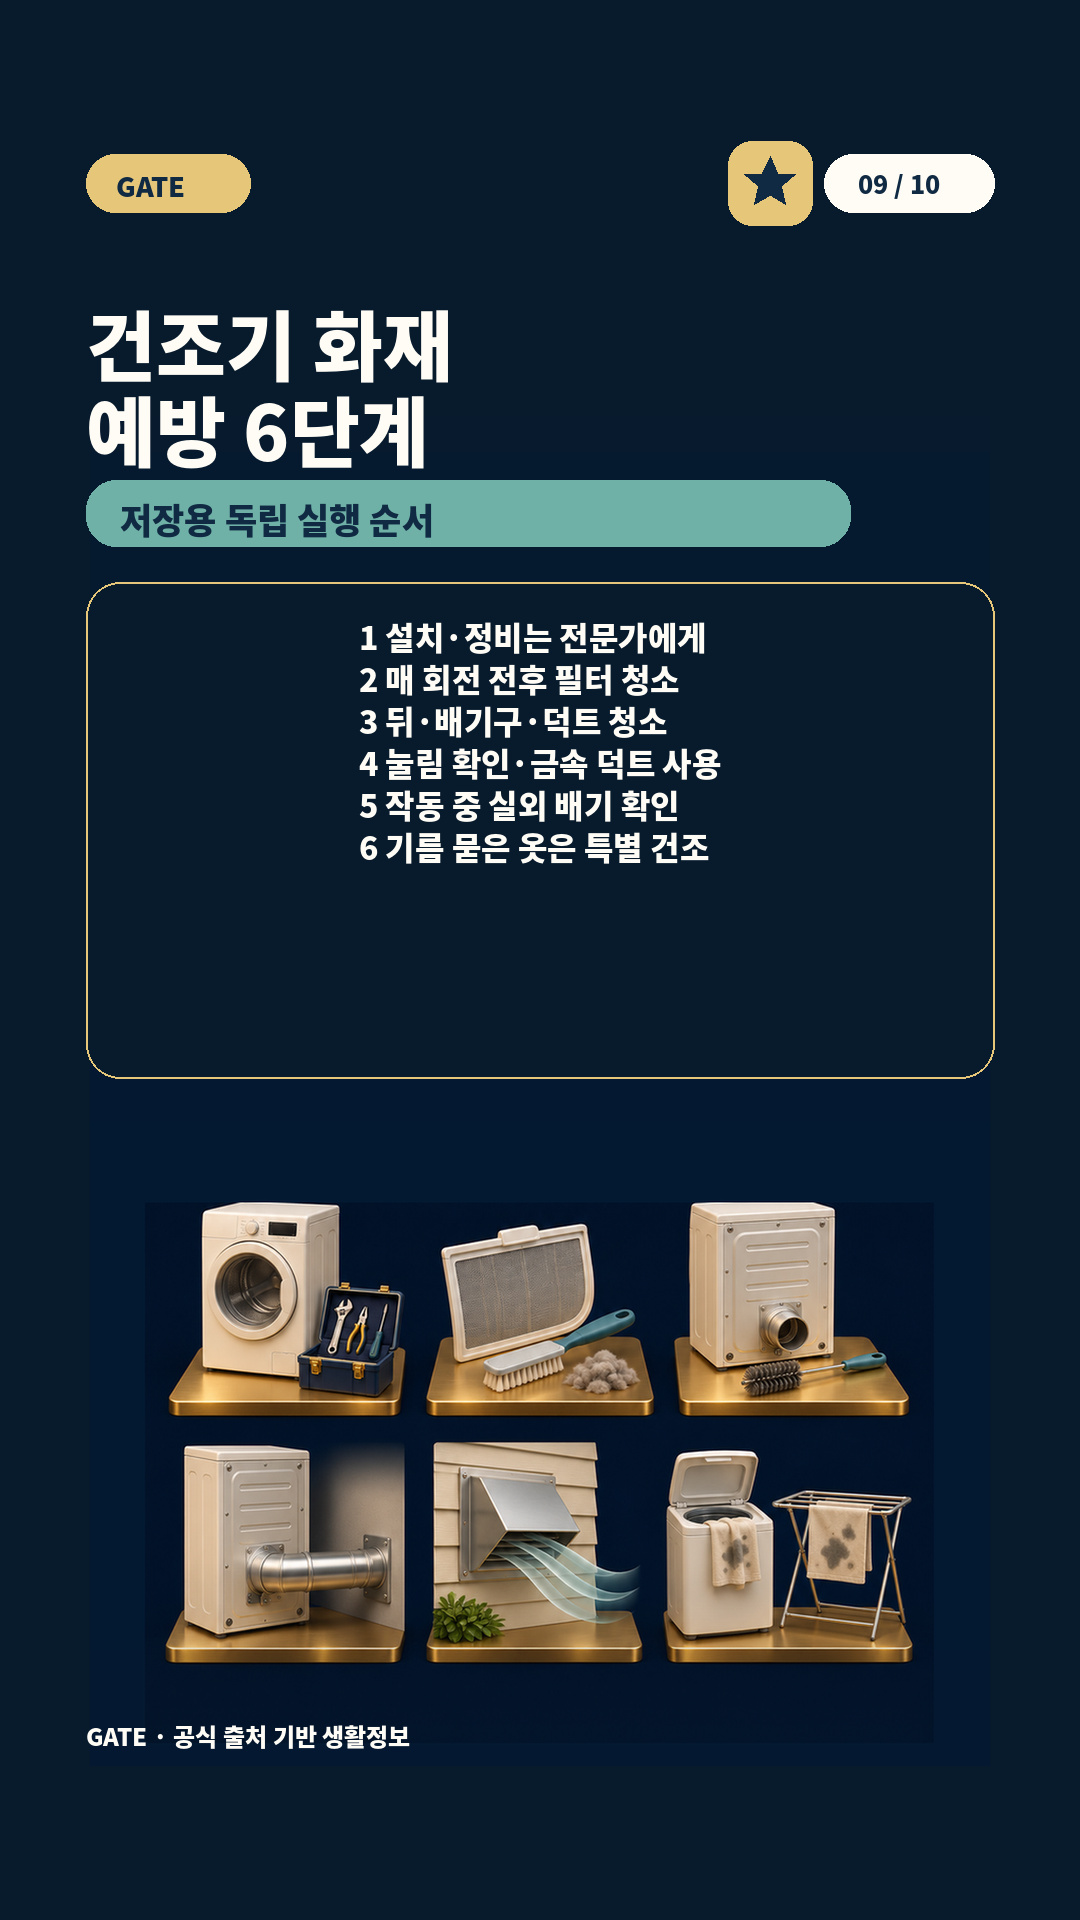 GATE
09 / 10
건조기 화재
예방 6단계
저장용 독립 실행 순서
1 설치·정비는 전문가에게
2 매 회전 전후 필터 청소
3 뒤·배기구·덕트 청소
4 눌림 확인·금속 덕트 사용
5 작동 중 실외 배기 확인
6 기름 묻은 옷은 특별 건조
GATE · 공식 출처 기반 생활정보